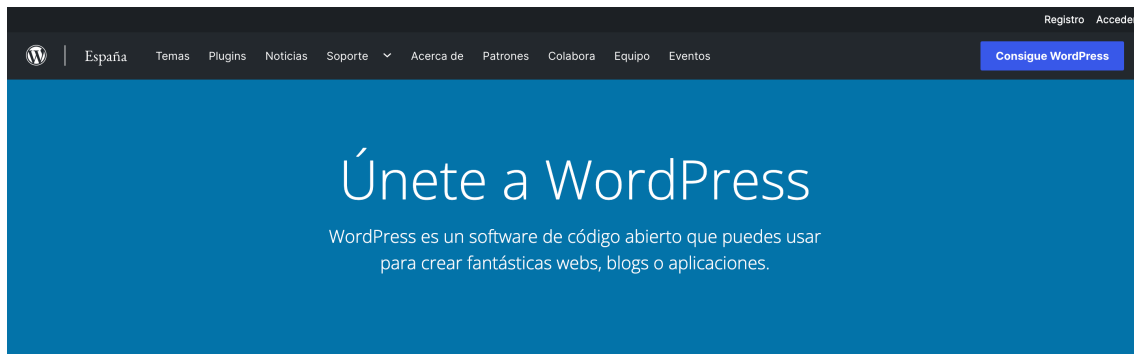 Registro Acceder
España Temas Plugins Noticias Soporte Acerca de Patrones Colabora Equipo Eventos Consigue WordPress
Únete a WordPress
WordPress es un software de código abierto que puedes usar
para crear fantásticas webs, blogs o aplicaciones.